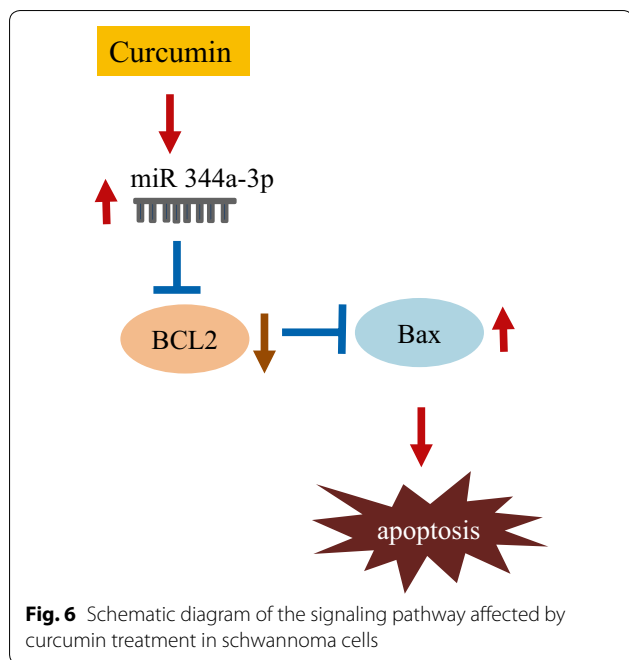 Curcumin
miR 344a-3p
BCL2
Bax
apoptosis
Fig. 6 Schematic diagram of the signaling pathway affected by
curcumin treatment in schwannoma cells